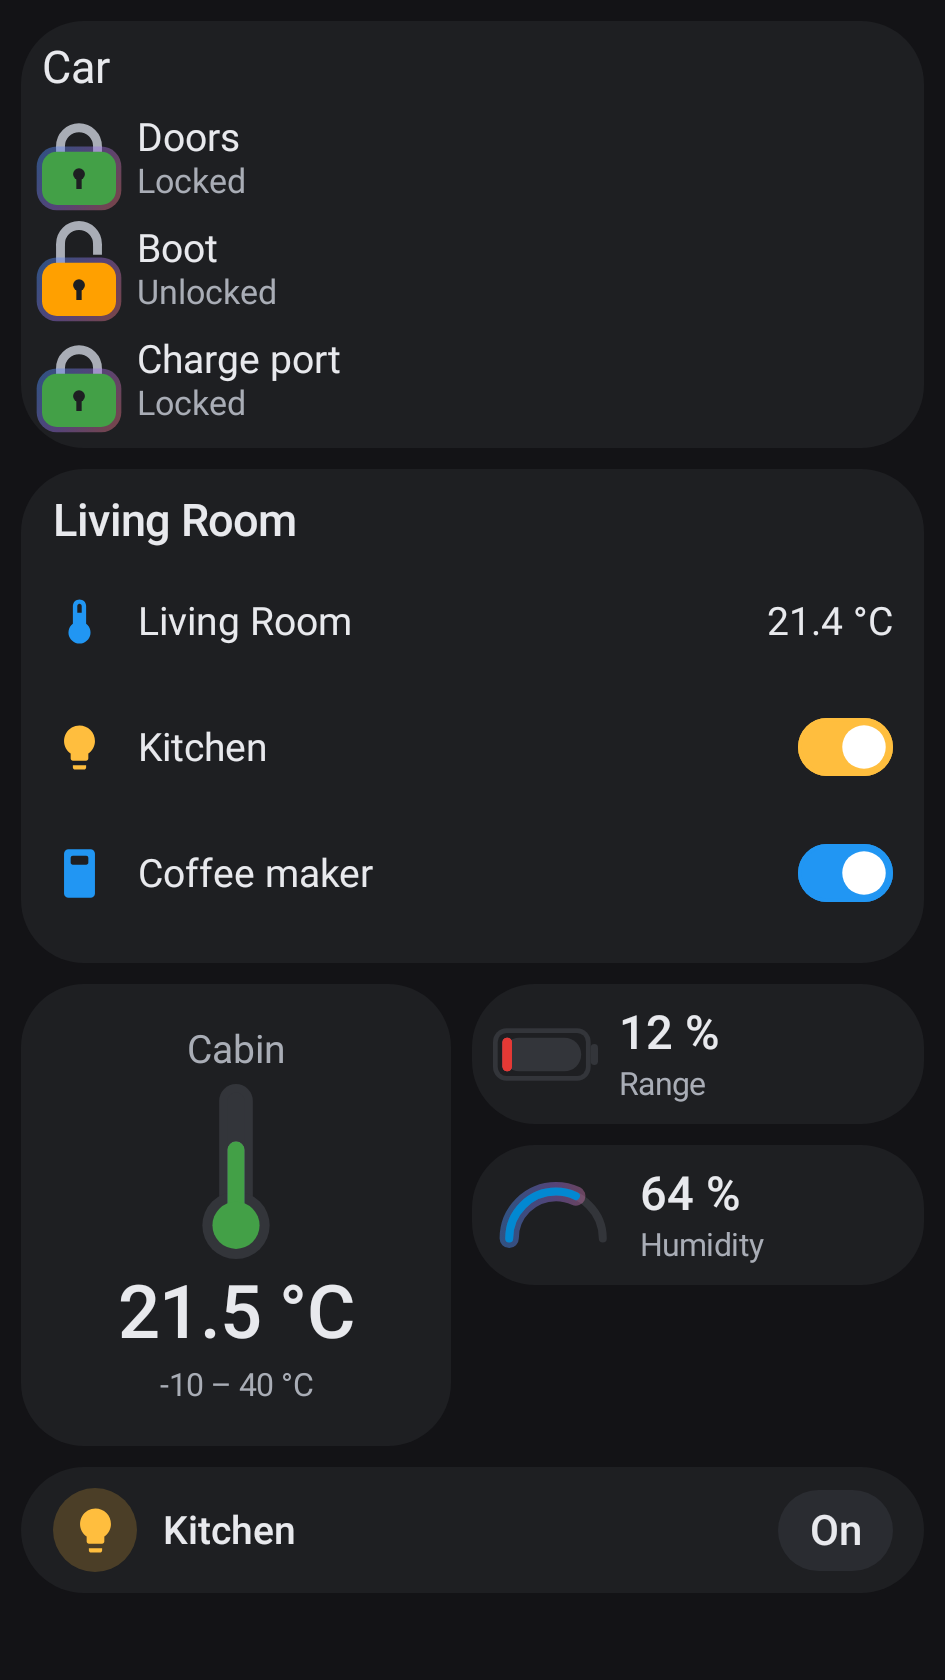 Car
Doors
Locked
Boot
Unlocked
Charge port
Locked
Living Room
Living Room 21.4 °C
Kitchen
Coffee maker
Cabin
21.5 °C
-10 – 40 °C
12 %
Range
64 %
Humidity
Kitchen On